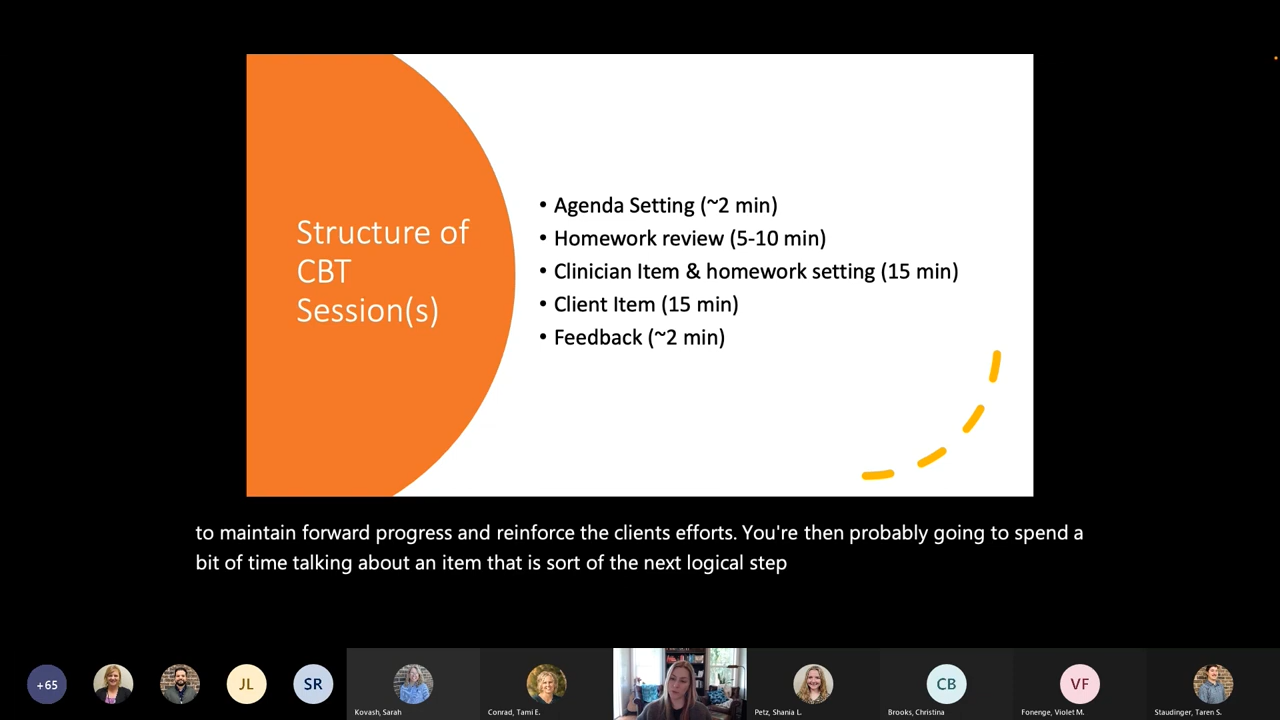 Structure of
CBT
Session(s)
• Agenda Setting (~2 min)
• Homework review (5-10 min)
• Clinician Item & homework setting (15 min)
• Client Item (15 min)
• Feedback (~2 min)
to maintain forward progress and reinforce the clients efforts. You're then probably going to spend a
bit of time talking about an item that is sort of the next logical step
+65
JL
SR
Kovash, Sarah
Conrad, Tami E.
Petz, Shania L.
CB
Brooks, Christina
VF
Fonenge, Violet M.
Staudinger, Taren S.